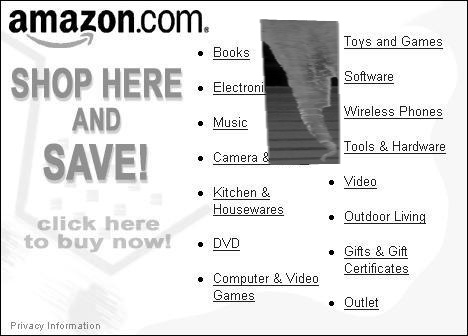 amazon.com.
SHOP HERE
AND
SAVE!
click here
to buy now!
Books
Music
Camera &
Kitchen &
Housewares
DVD
Computer & Video
Games
Toys and Games
Software
Wireless Phones
Tools & Hardware
Video
Outdoor Living
Gifts & Gift
Certificates
Outlet
Privacy Information